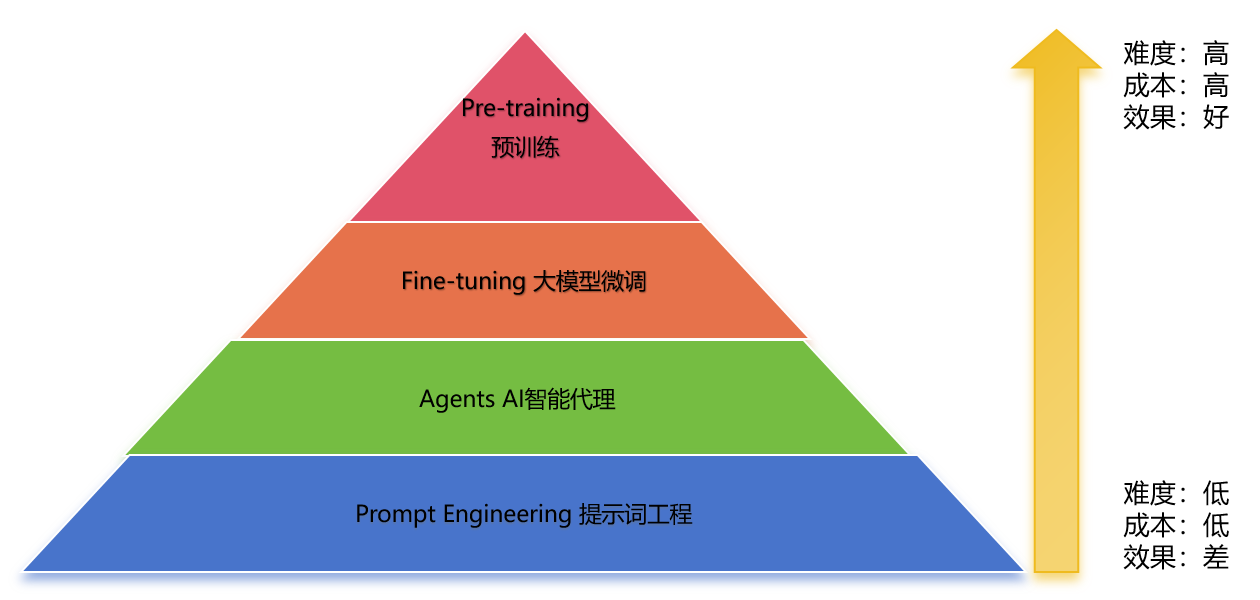 Pre-training
预训练
Fine-tuning 大模型微调
Agents AI智能代理
Prompt Engineering 提示词工程
难度：高
成本：高
效果：好
难度：低
成本：低
效果：差